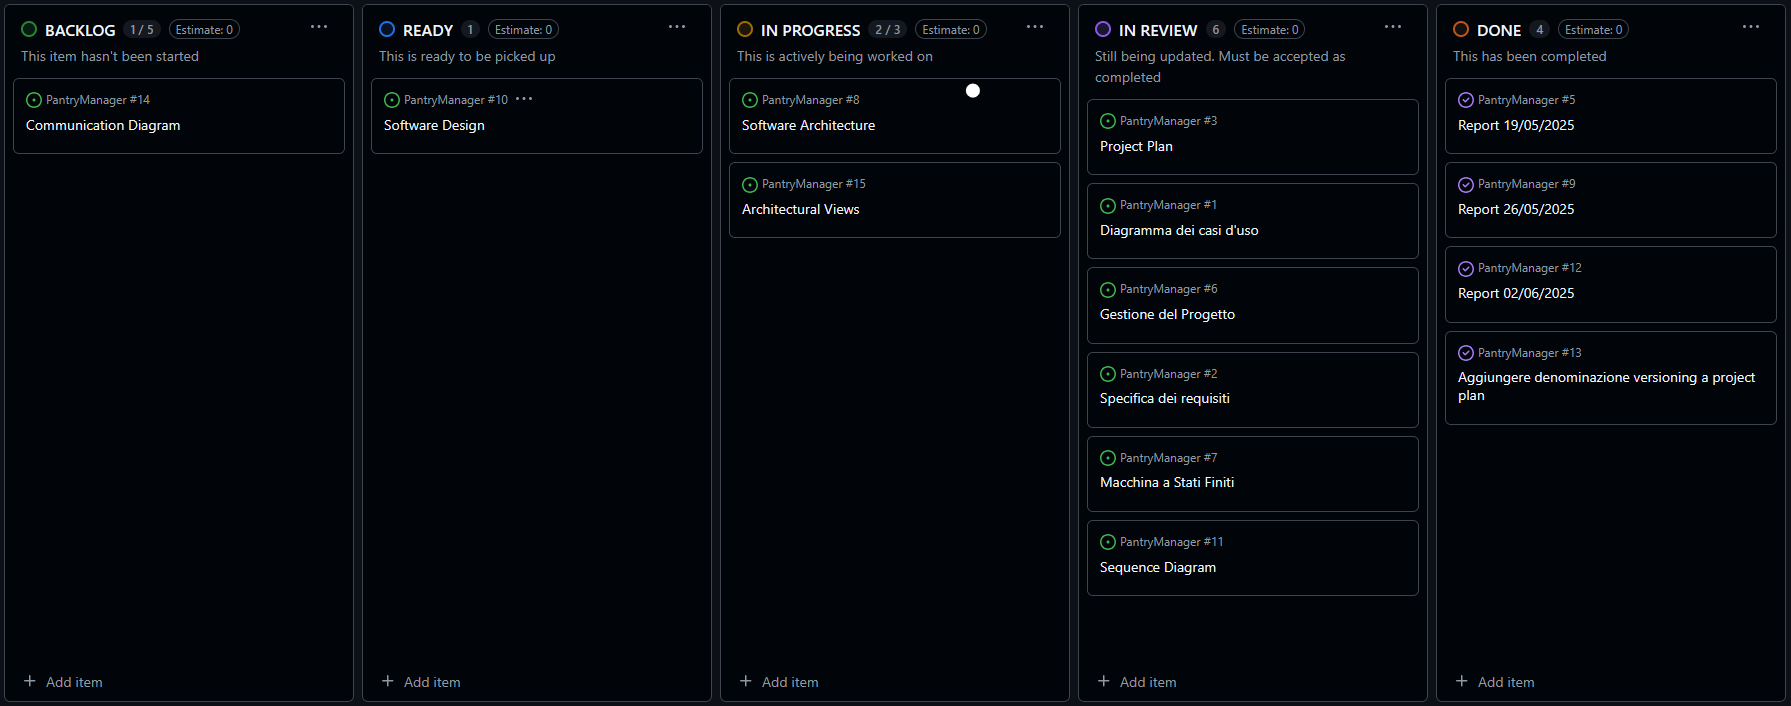 BACKLOG 1 / 5 Estimate: 0
This item hasn't been started
PantryManager #14
Communication Diagram
Add item
READY 1 Estimate: 0
This is ready to be picked up
PantryManager #10
Software Design
Add item
IN PROGRESS 2 / 3 Estimate: 0
This is actively being worked on
PantryManager #8
Software Architecture
PantryManager #15
Architectural Views
Add item
IN REVIEW 6 Estimate: 0
Still being updated. Must be accepted as
completed
PantryManager #3
Project Plan
PantryManager #1
Diagramma dei casi d'uso
PantryManager #6
Gestione del Progetto
PantryManager #2
Specifica dei requisiti
PantryManager #7
Macchina a Stati Finiti
PantryManager #11
Sequence Diagram
Add item
DONE 4 Estimate: 0
This has been completed
PantryManager #5
Report 19/05/2025
PantryManager #9
Report 26/05/2025
PantryManager #12
Report 02/06/2025
PantryManager #13
Aggiungere denominazione versioning a project
plan
Add item